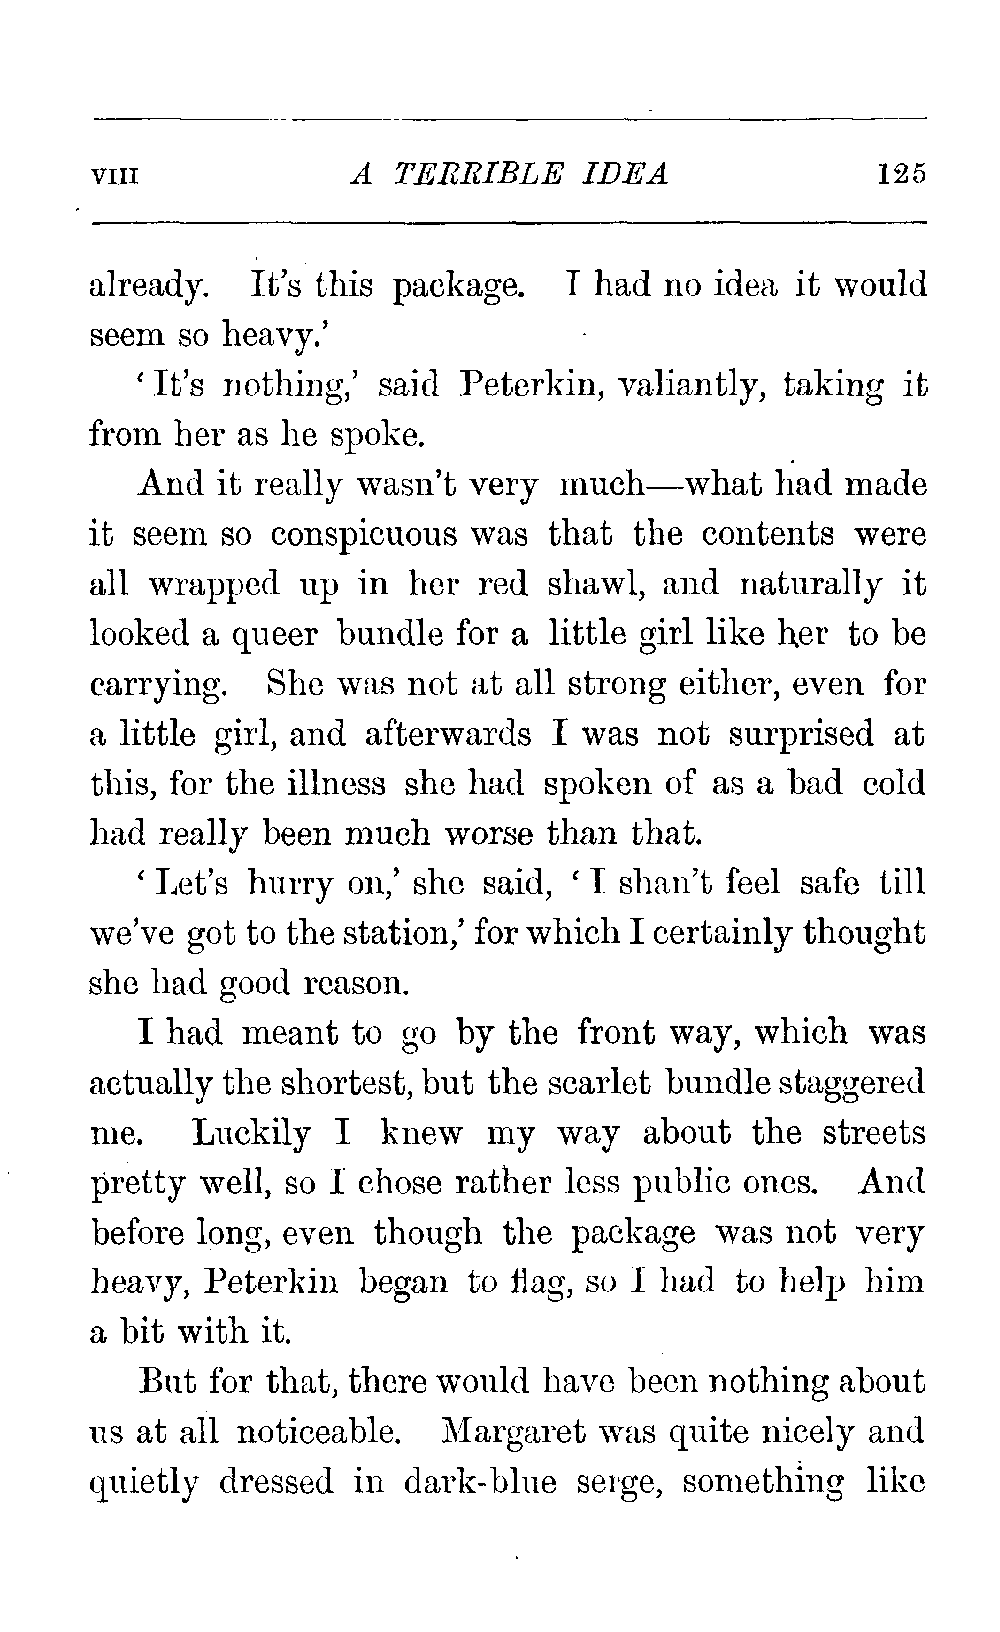 VIII A TERRIBLE IDEA 125
already. It's this package. I had no idea it would
seem so heavy.'
'It's nothing,' said Peterkin, valiantly, taking it
from her as he spoke.
And it really wasn't very much—what had made
it seem so conspicuous was that the contents were
all wrapped up in her red shawl, and naturally it
looked a queer bundle for a little girl like her to be
carrying. She was not at all strong either, even for
a little girl, and afterwards I was not surprised at
this, for the illness she had spoken of as a bad cold
had really been much worse than that.
'Let's hurry on,' she said, 'I shan't feel safe till
we've got to the station,' for which I certainly thought
she had good reason.
I had meant to go by the front way, which was
actually the shortest, but the scarlet bundle staggered
me. Luckily I knew my way about the streets
pretty well, so I chose rather less public ones. And
before long, even though the package was not very
heavy, Peterkin began to flag, so I had to help him
a bit with it.
But for that, there would have been nothing about
us at all noticeable. Margaret was quite nicely and
quietly dressed in dark-blue serge, something like